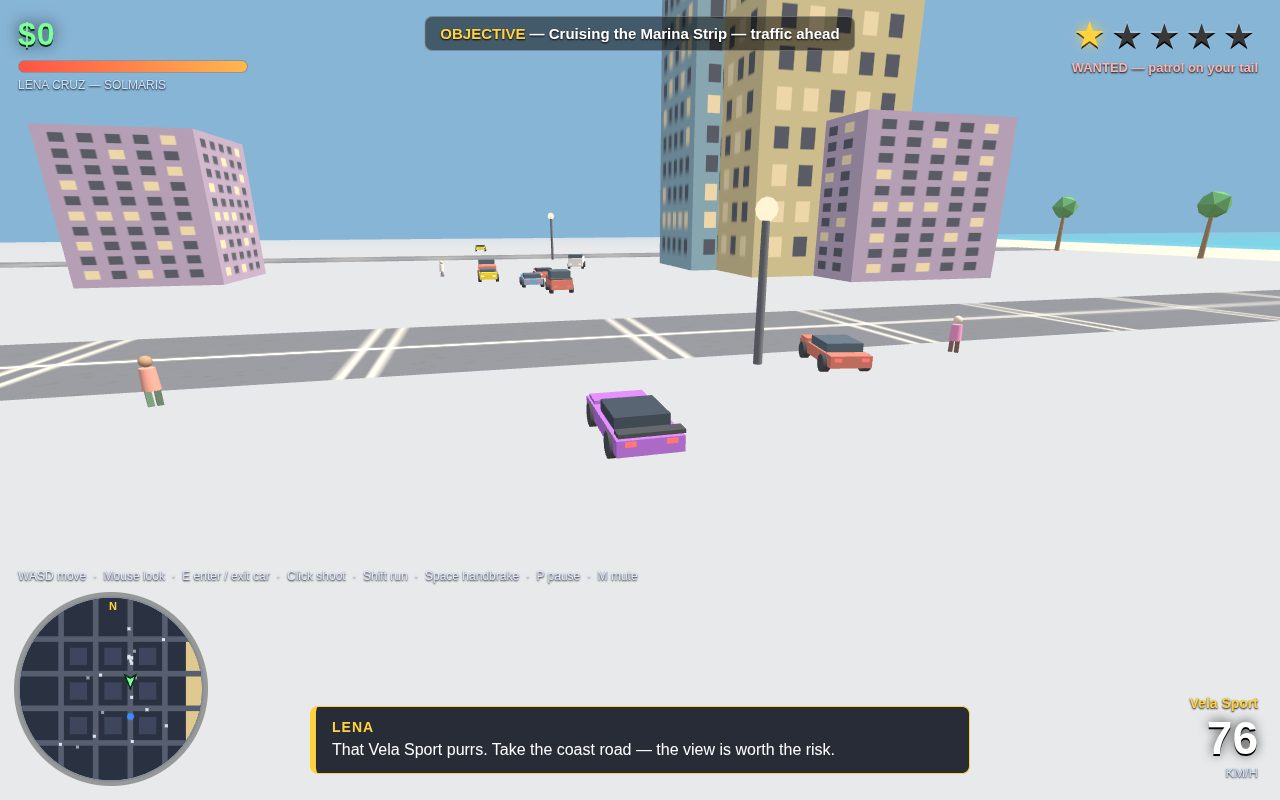 $0
LENA CRUZ — SOLMARIS
OBJECTIVE — Cruising the Marina Strip — traffic ahead
WANTED — patrol on your tail
WASD move · Mouse look · E enter / exit car · Click shoot · Shift run · Space handbrake · P pause · M mute
N
LENA
That Vela Sport purrs. Take the coast road — the view is worth the risk.
Vela Sport
76
KM/H